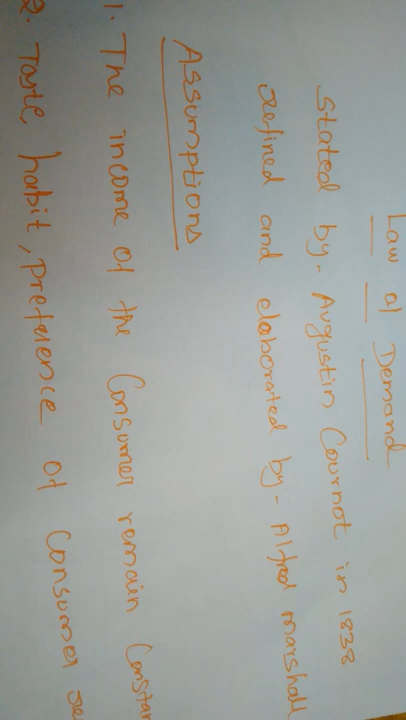 Law of Demand
Stated by - Augustin Cournot in 1838
Refined and elaborated by - Alfred marshall
Assumptions
1. The income of the Consumer remain Constan
2. Taste, habit, preference of Consumer